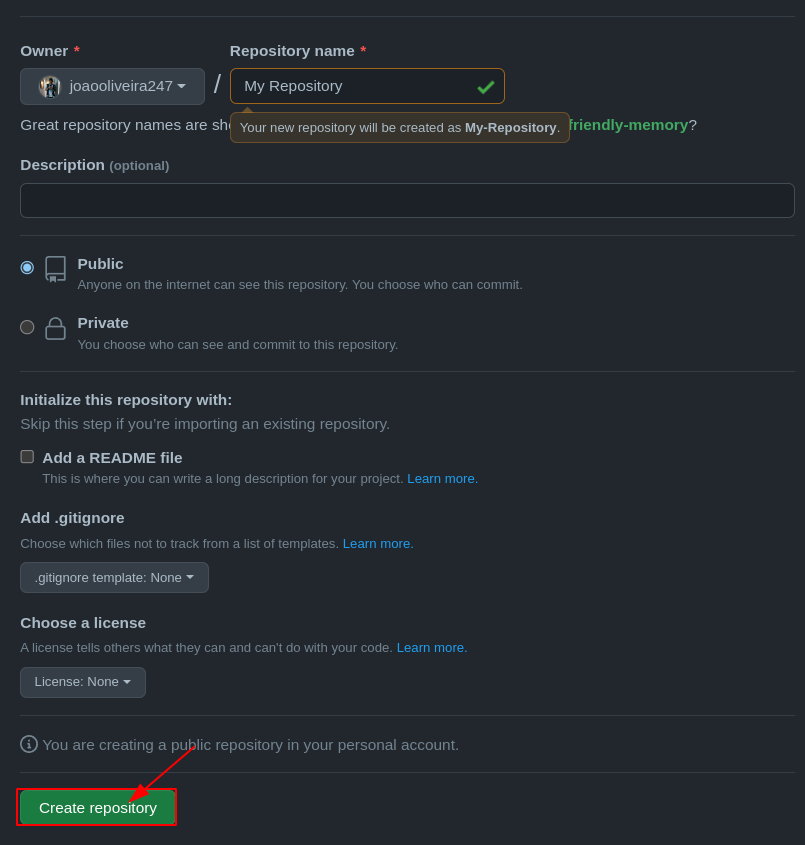 Owner *
Repository name *
joaooliveira247
/
My Repository
Great repository names are sh
friendly-memory?
Your new repository will be created as My-Repository.
Description (optional)
Public
Anyone on the internet can see this repository. You choose who can commit.
Private
You choose who can see and commit to this repository.
Initialize this repository with:
Skip this step if you're importing an existing repository.
Add a README file
This is where you can write a long description for your project. Learn more.
Add .gitignore
Choose which files not to track from a list of templates. Learn more.
.gitignore template: None
Choose a license
A license tells others what they can and can't do with your code. Learn more.
License: None
You are creating a public repository in your personal account.
Create repository